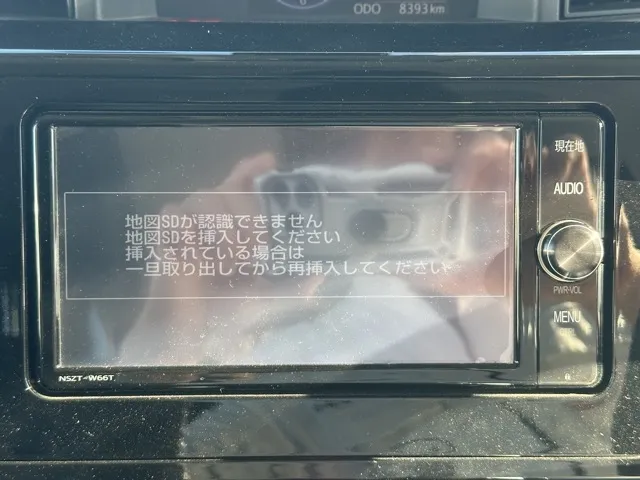 ODO 8393km
現在地
AUDIO
地図SDが認識できません
地図SDを挿入してください
挿入されている場合は
一旦取り出してから再挿入してください
PWR-VOL
MENU
NSZT-W66T